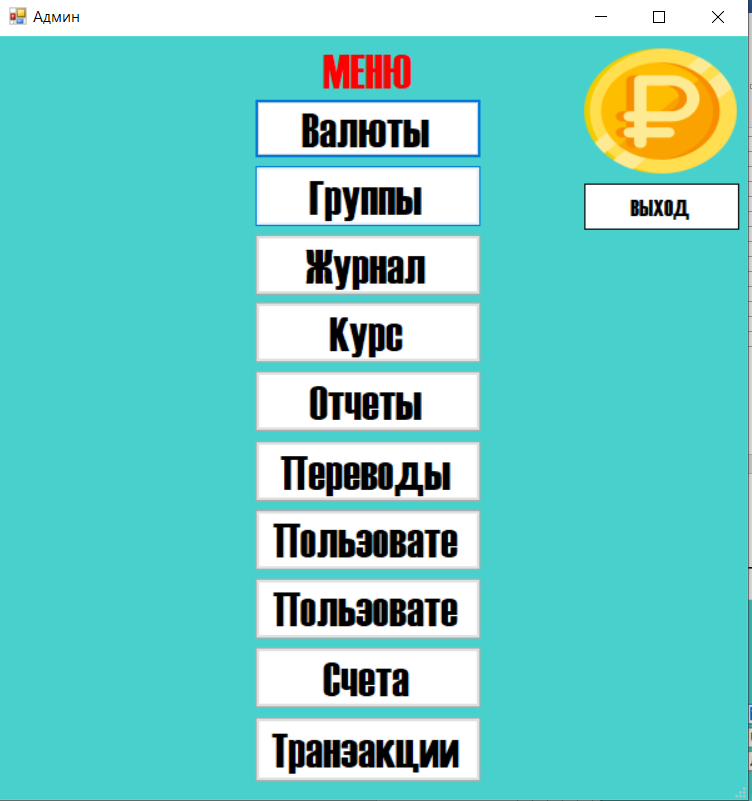 Админ
МЕНЮ
Валюты
Группы
выход
Журнал
Курс
Отчеты
Переводы
Пользовате
Пользовате
Счета
Транзакции